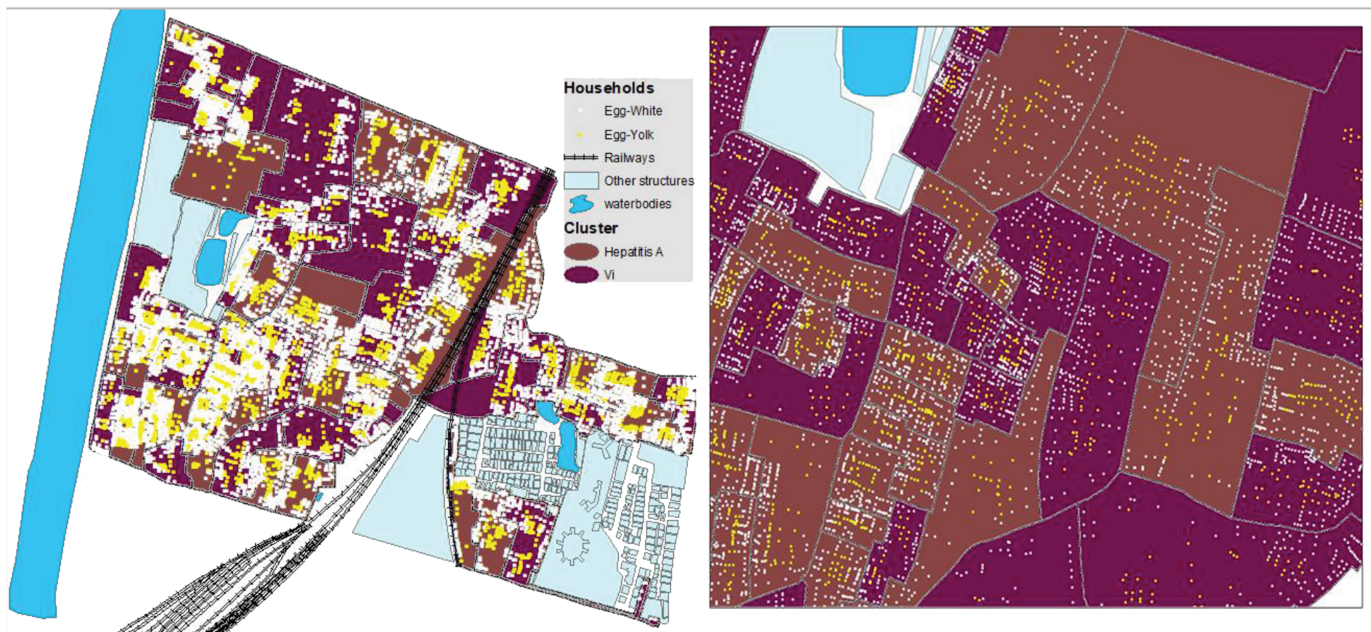 Households
Egg-White
Egg-Yolk
Railways
Other structures
waterbodies
Cluster
Hepatitis A
Vi